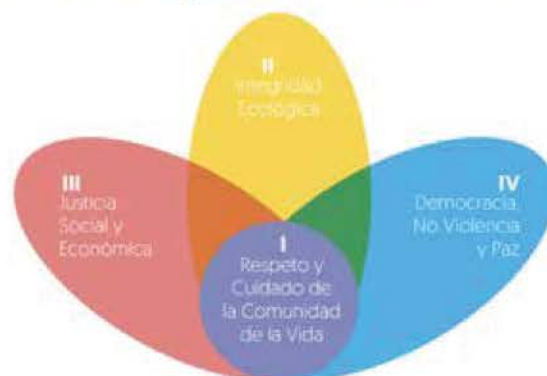 II
Integridad
Ecológica
III
Justicia
Social y
Económica
IV
Democracia,
No Violencia
y Paz
I
Respeto y
Cuidado de
la Comunidad
de la Vida